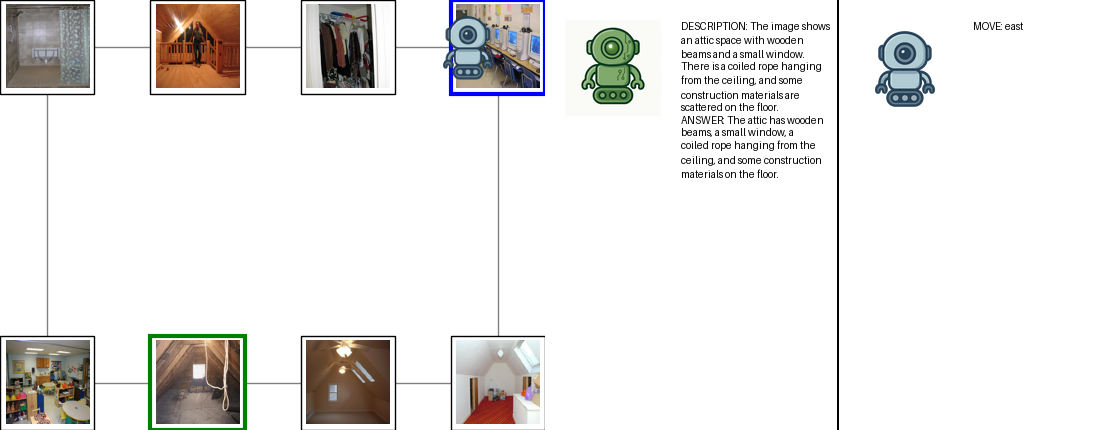 DESCRIPTION: The image shows
an attic space with wooden
beams and a small window.
There is a coiled rope hanging
from the ceiling, and some
construction materials are
scattered on the floor.
ANSWER: The attic has wooden
beams, a small window, a
coiled rope hanging from the
ceiling, and some construction
materials on the floor.
MOVE: east